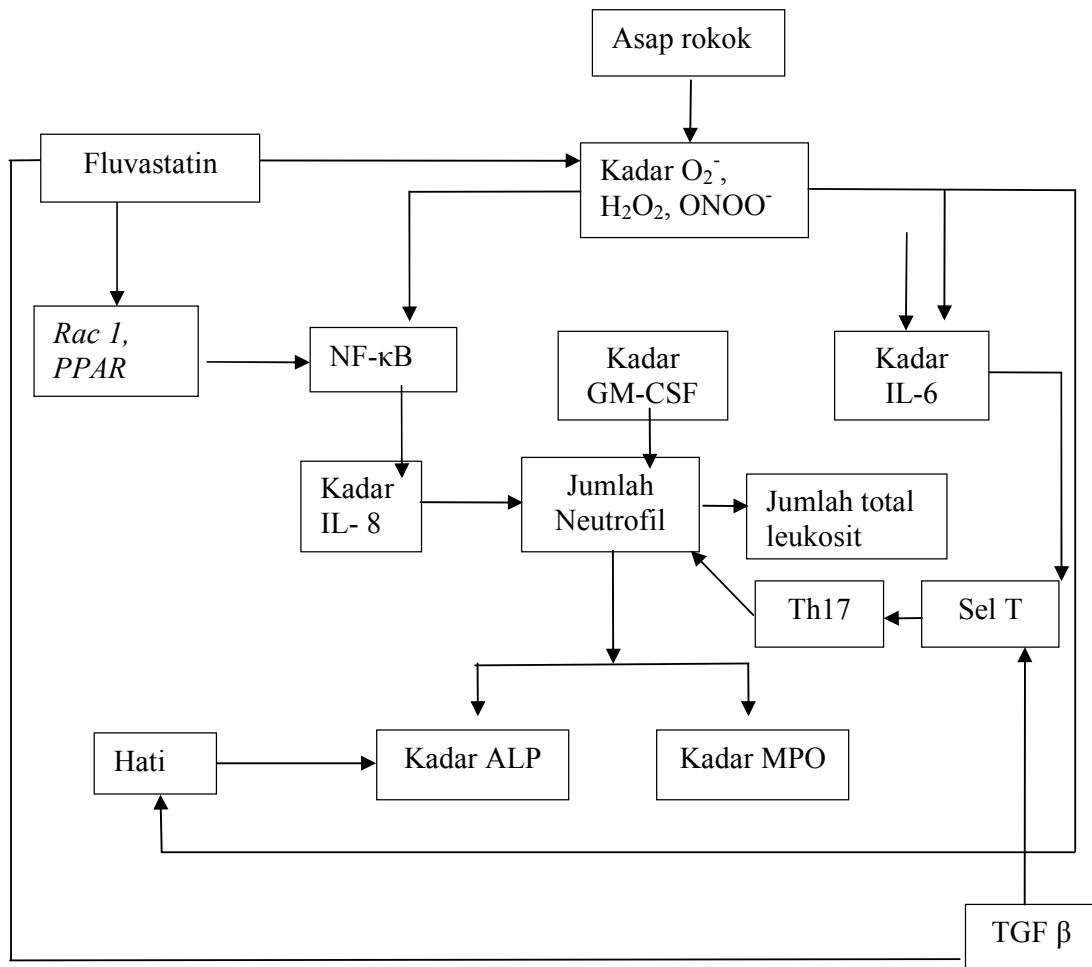 Asap rokok
Fluvastatin
Kadar O₂⁻,
H₂O₂, ONOO⁻
Rac 1,
PPAR
NF-κB
Kadar
GM-CSF
Kadar
IL-6
Kadar
IL- 8
Jumlah
Neutrofil
Jumlah total
leukosit
Th17
Sel T
Hati
Kadar ALP
Kadar MPO
TGF β